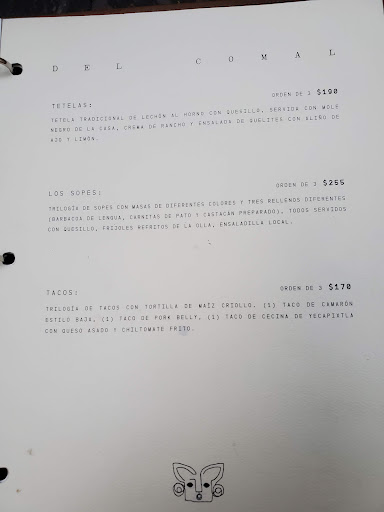 DEL COMAL
TETELAS: ORDEN DE 3 $190
TETELA TRADICIONAL DE LECHÓN AL HORNO CON QUESILLO, SERVIDA CON MOLE
NEGRO DE LA CASA, CREMA DE RANCHO Y ENSALADA DE QUELITES CON ALIÑO DE
AJO Y LIMÓN.
LOS SOPES: ORDEN DE 3 $255
TRILOGÍA DE SOPES CON MASAS DE DIFERENTES COLORES Y TRES RELLENOS DIFERENTES
(BARBACOA DE LENGUA, CARNITAS DE PATO Y CASTACÁN PREPARADO), TODOS SERVIDOS
CON QUESILLO, FRIJOLES REFRITOS DE LA OLLA, ENSALADILLA LOCAL.
TACOS: ORDEN DE 3 $170
TRILOGÍA DE TACOS CON TORTILLA DE MAÍZ CRIOLLO. (1) TACO DE CAMARÓN
ESTILO BAJA, (1) TACO DE PORK BELLY, (1) TACO DE CECINA DE YECAPIXTLA
CON QUESO ASADO Y CHILTOMATE FRITO.